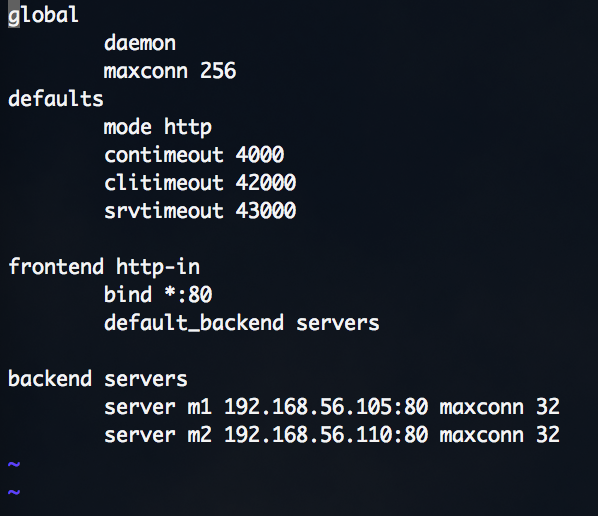 global
        daemon
        maxconn 256
defaults
        mode http
        contimeout 4000
        clitimeout 42000
        srvtimeout 43000

frontend http-in
        bind *:80
        default_backend servers

backend servers
        server m1 192.168.56.105:80 maxconn 32
        server m2 192.168.56.110:80 maxconn 32
~
~